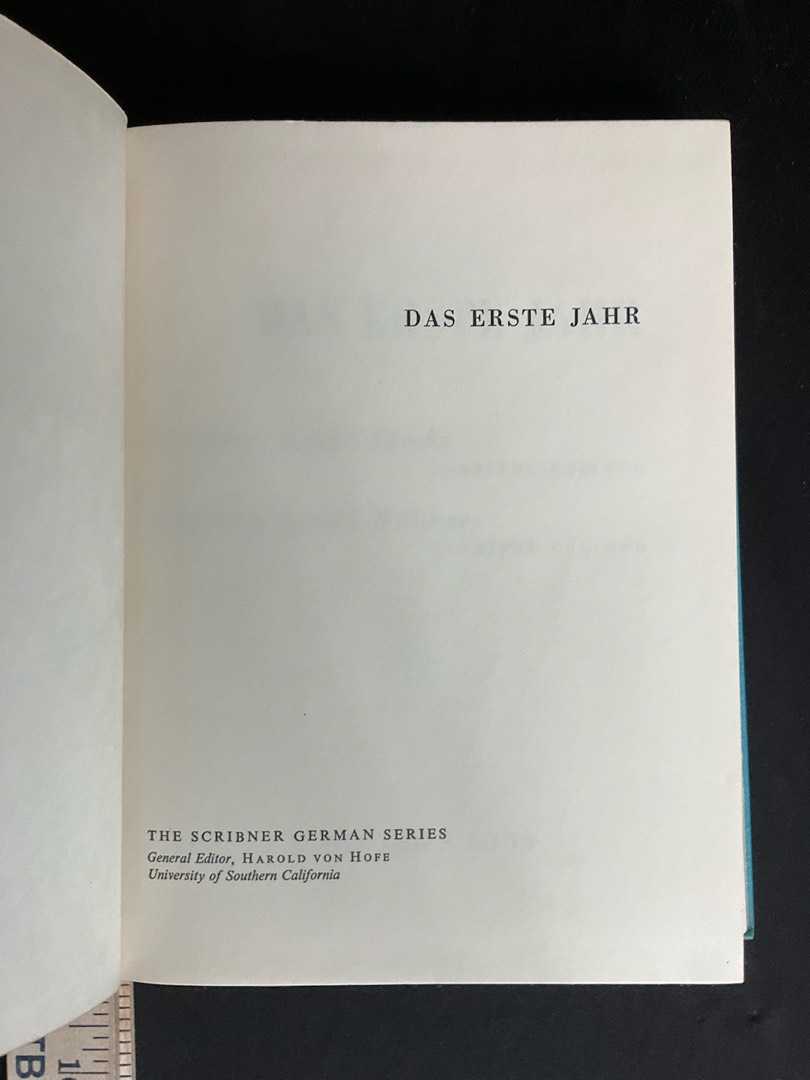 DAS ERSTE JAHR
THE SCRIBNER GERMAN SERIES
General Editor, HAROLD VON HOFE
University of Southern California